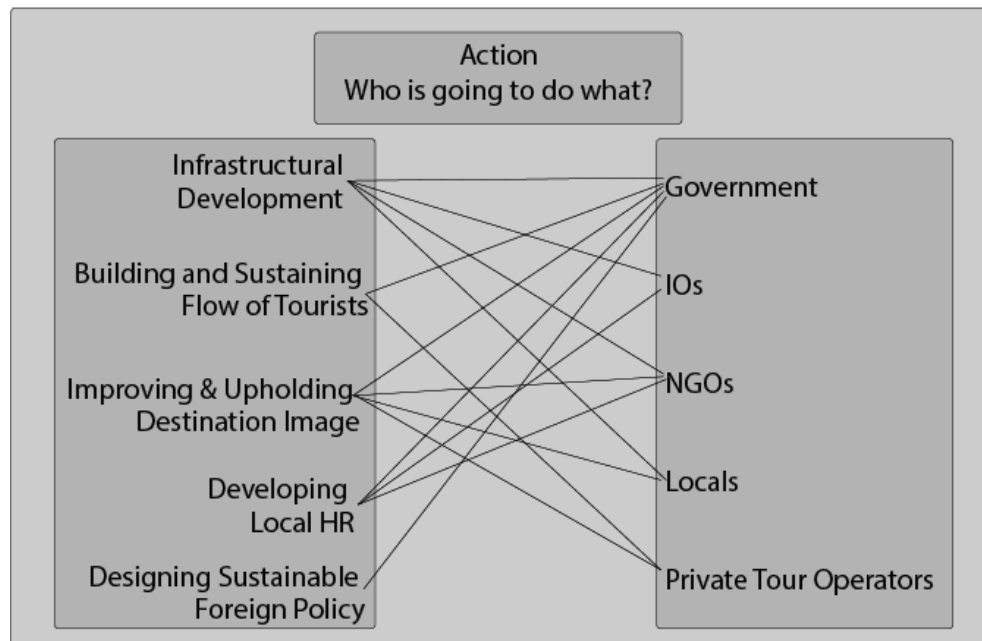 Action
Who is going to do what?
Infrastructural
Development
Building and Sustaining
Flow of Tourists
Improving & Upholding
Destination Image
Developing
Local HR
Designing Sustainable
Foreign Policy
Government
IOs
NGOs
Locals
Private Tour Operators